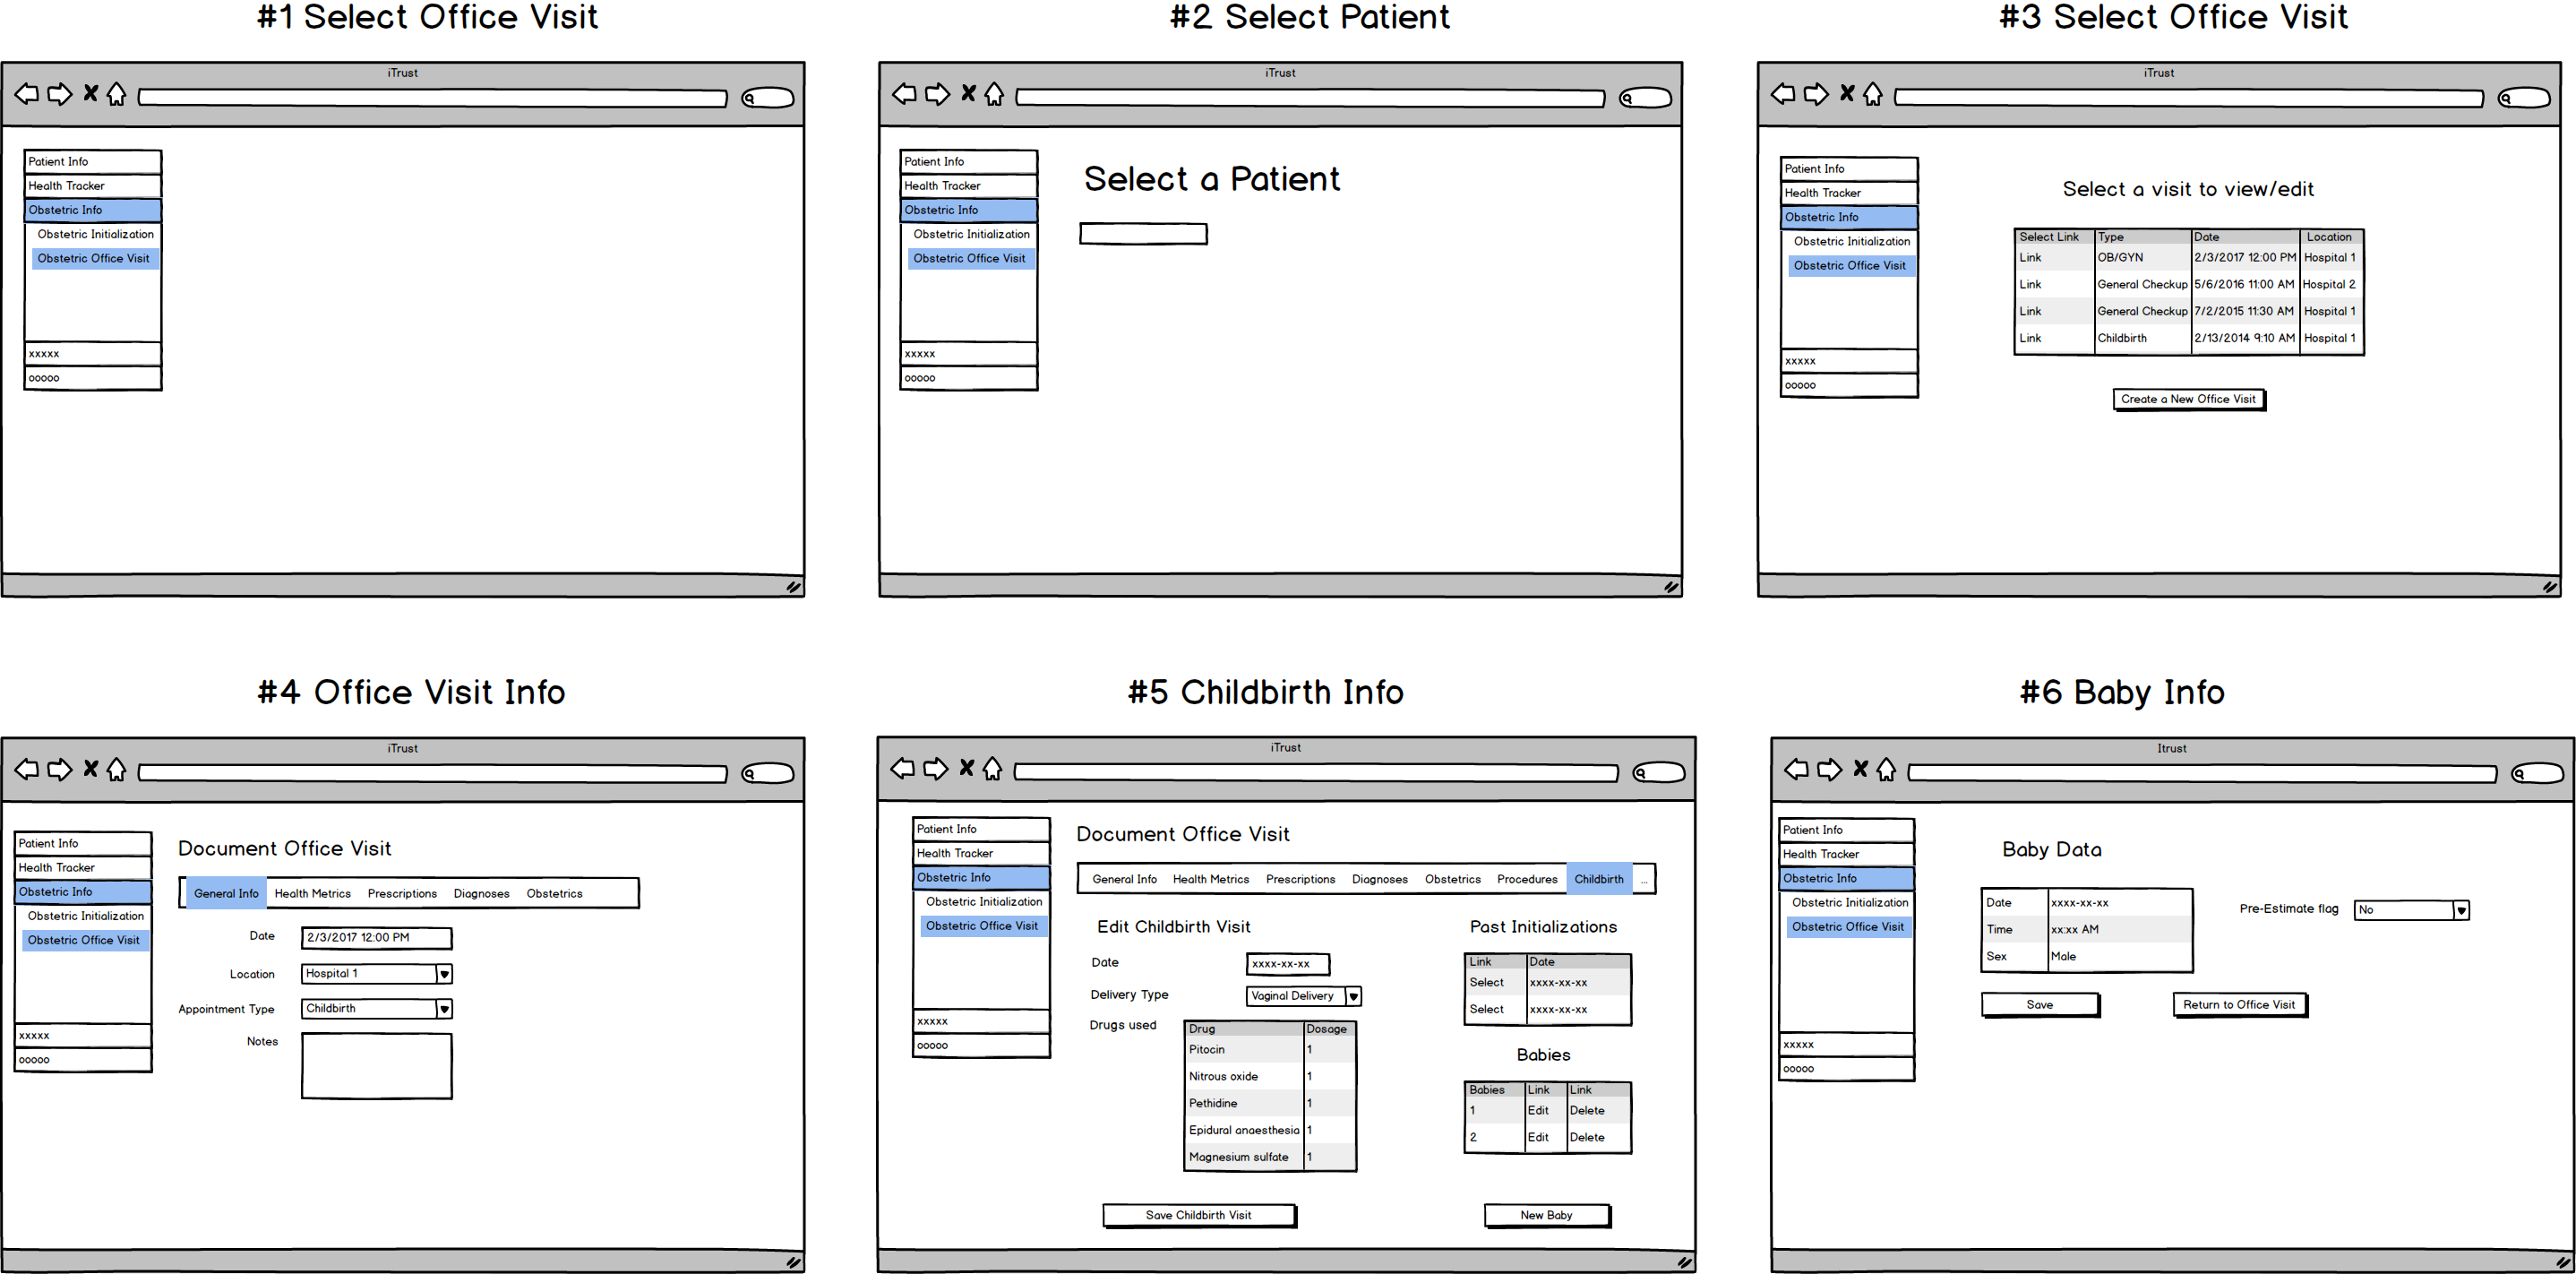 #1 Select Office Visit
iTrust
Patient Info
Health Tracker
Obstetric Info
Obstetric Initialization
Obstetric Office Visit
xxxxx
ooooo
#2 Select Patient
iTrust
Patient Info
Health Tracker
Obstetric Info
Obstetric Initialization
Obstetric Office Visit
xxxxx
ooooo
Select a Patient
#3 Select Office Visit
iTrust
Patient Info
Health Tracker
Obstetric Info
Obstetric Initialization
Obstetric Office Visit
xxxxx
ooooo
Select a visit to view/edit
Select Link Type Date Location
Link OB/GYN 2/3/2017 12:00 PM Hospital 1
Link General Checkup 5/6/2016 11:00 AM Hospital 2
Link General Checkup 7/2/2015 11:30 AM Hospital 1
Link Childbirth 2/13/2014 9:10 AM Hospital 1
Create a New Office Visit
#4 Office Visit Info
iTrust
Patient Info
Health Tracker
Obstetric Info
Obstetric Initialization
Obstetric Office Visit
xxxxx
ooooo
Document Office Visit
General Info Health Metrics Prescriptions Diagnoses Obstetrics
Date 2/3/2017 12:00 PM
Location Hospital 1
Appointment Type Childbirth
Notes
#5 Childbirth Info
iTrust
Patient Info
Health Tracker
Obstetric Info
Obstetric Initialization
Obstetric Office Visit
xxxxx
ooooo
Document Office Visit
General Info Health Metrics Prescriptions Diagnoses Obstetrics Procedures Childbirth ...
Edit Childbirth Visit
Date xxxx-xx-xx
Delivery Type Vaginal Delivery
Drugs used
Drug Dosage
Pitocin 1
Nitrous oxide 1
Pethidine 1
Epidural anaesthesia 1
Magnesium sulfate 1
Save Childbirth Visit
Past Initializations
Link Date
Select xxxx-xx-xx
Select xxxx-xx-xx
Babies
Babies Link Link
1 Edit Delete
2 Edit Delete
New Baby
#6 Baby Info
Itrust
Patient Info
Health Tracker
Obstetric Info
Obstetric Initialization
Obstetric Office Visit
xxxxx
ooooo
Baby Data
Date xxxx-xx-xx
Time xx:xx AM
Sex Male
Pre-Estimate flag No
Save
Return to Office Visit